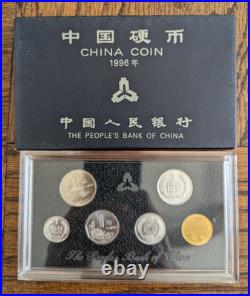 中国硬币
CHINA COIN
1996年
中国人民银行
THE PEOPLE'S BANK OF CHINA
The People's Bank of China